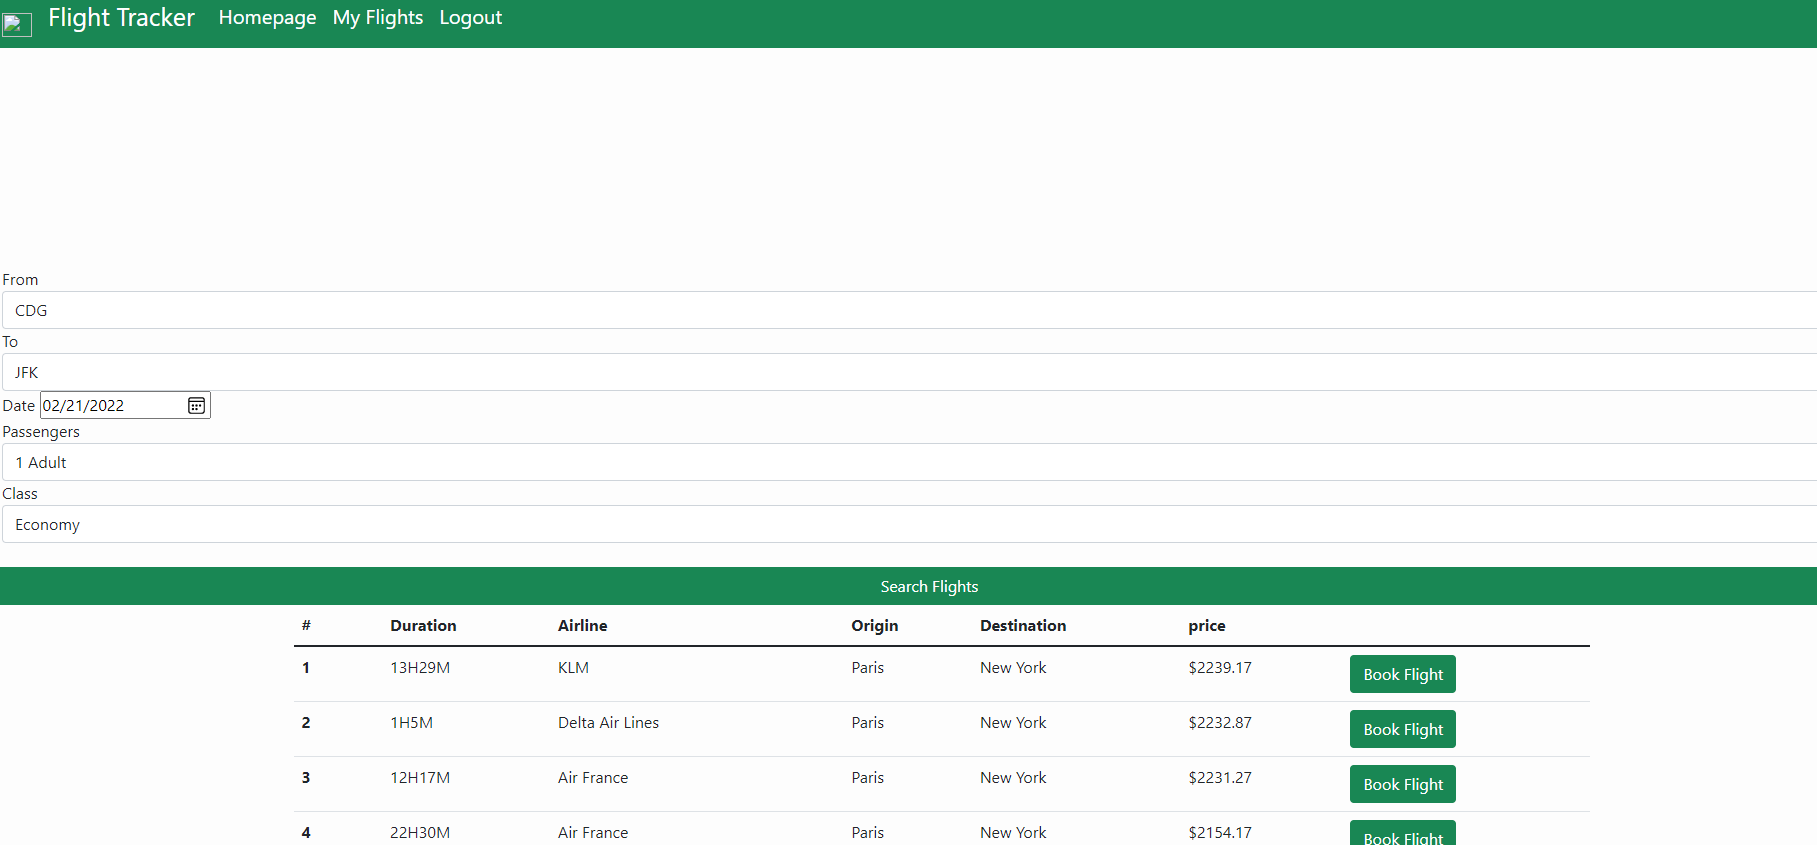 Flight Tracker Homepage My Flights Logout
From
CDG
To
JFK
Date 02/21/2022
Passengers
1 Adult
Class
Economy
Search Flights
# Duration Airline Origin Destination price
1 13H29M KLM Paris New York $2239.17 Book Flight
2 1H5M Delta Air Lines Paris New York $2232.87 Book Flight
3 12H17M Air France Paris New York $2231.27 Book Flight
4 22H30M Air France Paris New York $2154.17 Book Flight